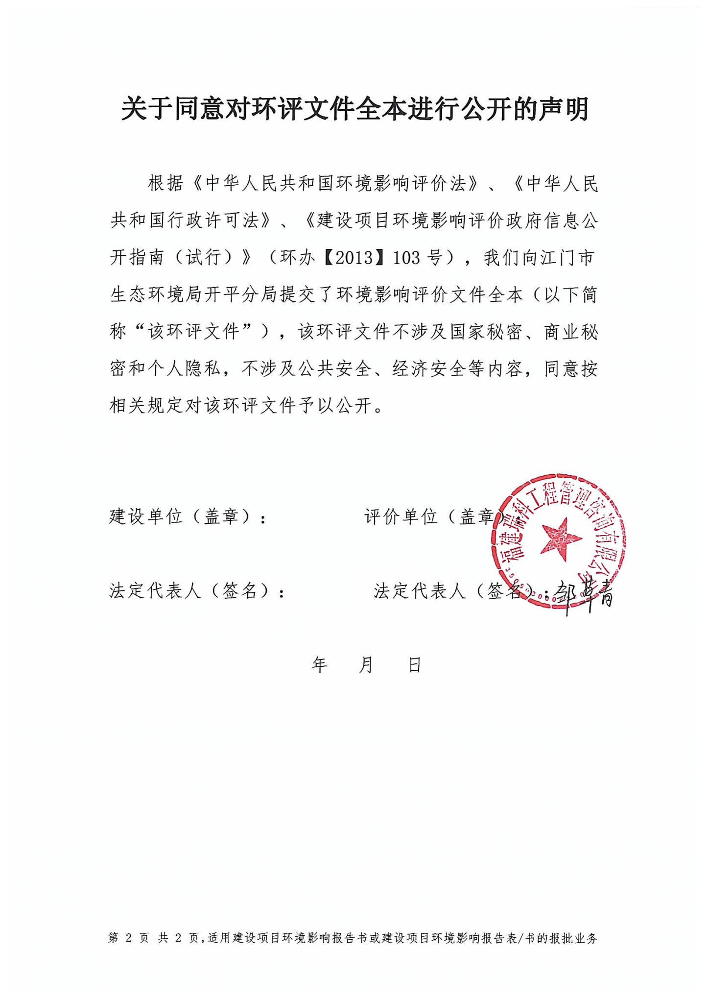 关于同意对环评文件全本进行公开的声明
根据《中华人民共和国环境影响评价法》、《中华人民
共和国行政许可法》、《建设项目环境影响评价政府信息公
开指南（试行）》（环办【2013】103号），我们向江门市
生态环境局开平分局提交了环境影响评价文件全本（以下简
称“该环评文件”），该环评文件不涉及国家秘密、商业秘
密和个人隐私，不涉及公共安全、经济安全等内容，同意按
相关规定对该环评文件予以公开。
建设单位（盖章）： 评价单位（盖章）：
福建瑞科工程管理咨询有限公司
法定代表人（签名）： 法定代表人（签名）：邹
年 月 日
第 2 页 共 2 页,适用建设项目环境影响报告书或建设项目环境影响报告表/书的报批业务